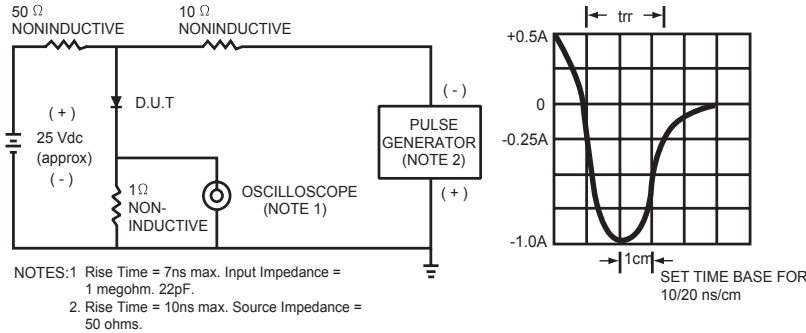 50 Ω
NONINDUCTIVE
10 Ω
NONINDUCTIVE
( + )
25 Vdc
(approx)
( - )
D.U.T
1Ω
NON-
INDUCTIVE
OSCILLOSCOPE
(NOTE 1)
( - )
PULSE
GENERATOR
(NOTE 2)
( + )
NOTES:1 Rise Time = 7ns max. Input Impedance =
1 megohm. 22pF.
2. Rise Time = 10ns max. Source Impedance =
50 ohms.
trr
+0.5A
0
-0.25A
-1.0A
1cm
SET TIME BASE FOR
10/20 ns/cm